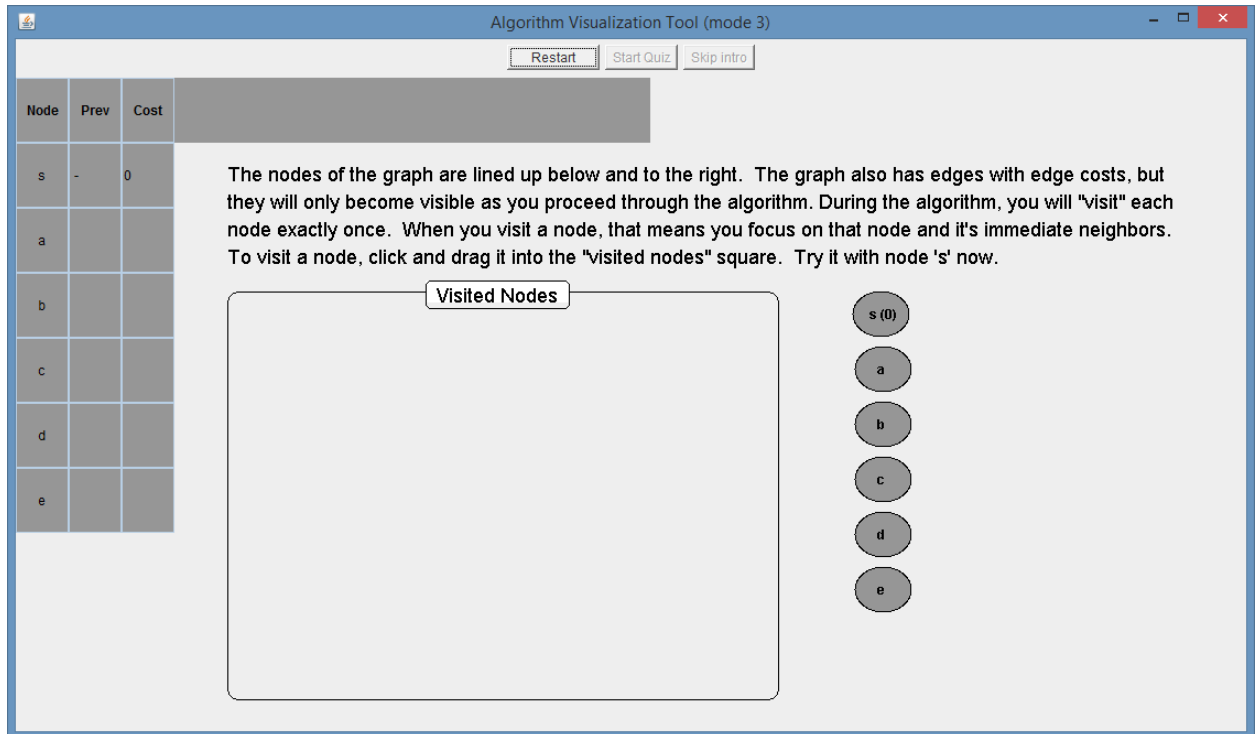 Algorithm Visualization Tool (mode 3)
Restart Start Quiz Skip intro
Node Prev Cost
s - 0
a
b
c
d
e
The nodes of the graph are lined up below and to the right. The graph also has edges with edge costs, but
they will only become visible as you proceed through the algorithm. During the algorithm, you will "visit" each
node exactly once. When you visit a node, that means you focus on that node and it's immediate neighbors.
To visit a node, click and drag it into the "visited nodes" square. Try it with node 's' now.
Visited Nodes
s (0)
a
b
c
d
e